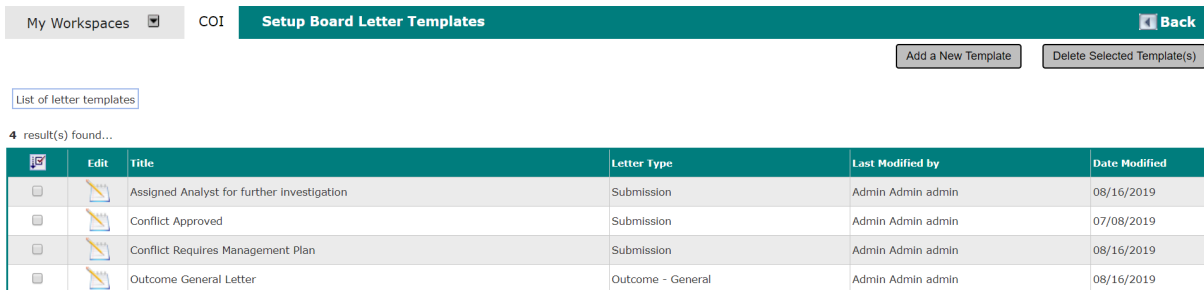 My Workspaces COI Setup Board Letter Templates Back
Add a New Template Delete Selected Template(s)
List of letter templates
4 result(s) found...
Edit Title Letter Type Last Modified by Date Modified
Assigned Analyst for further investigation Submission Admin Admin admin 08/16/2019
Conflict Approved Submission Admin Admin admin 07/08/2019
Conflict Requires Management Plan Submission Admin Admin admin 08/16/2019
Outcome General Letter Outcome - General Admin Admin admin 08/16/2019